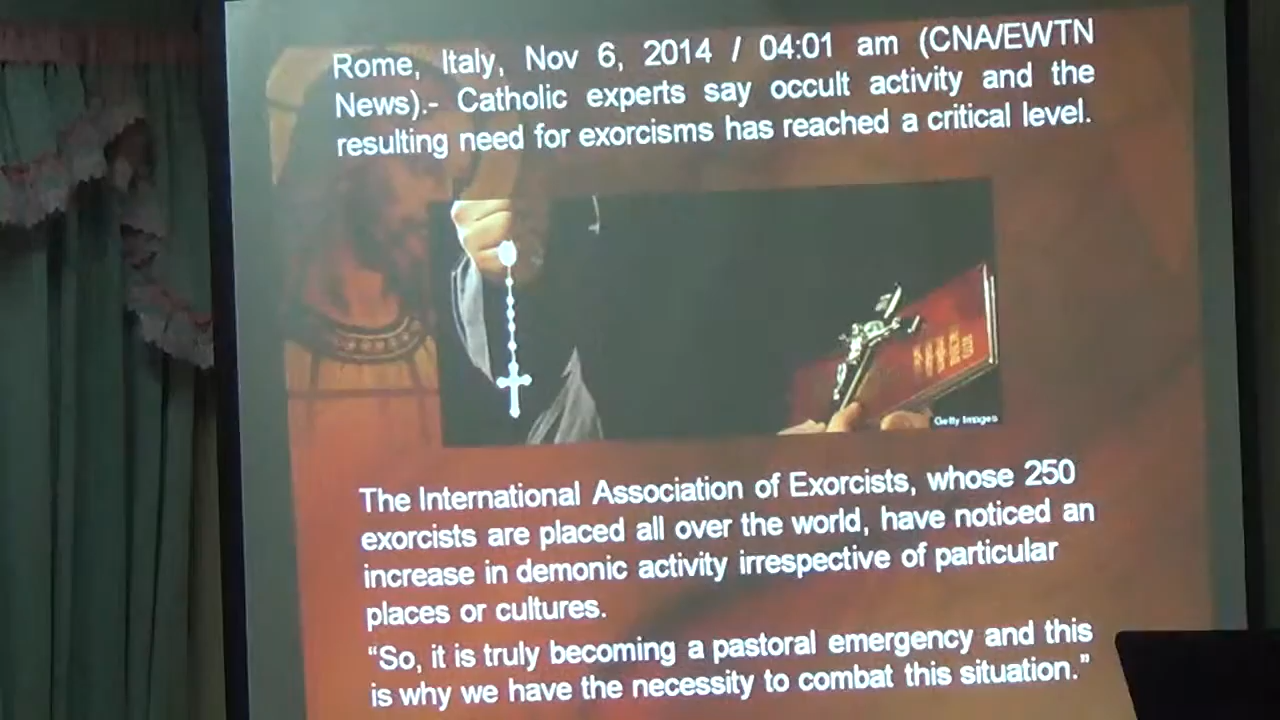 Rome, Italy, Nov 6, 2014 / 04:01 am (CNA/EWTN
News).- Catholic experts say occult activity and the
resulting need for exorcisms has reached a critical level.
Getty Images
The International Association of Exorcists, whose 250
exorcists are placed all over the world, have noticed an
increase in demonic activity irrespective of particular
places or cultures.
“So, it is truly becoming a pastoral emergency and this
is why we have the necessity to combat this situation.”